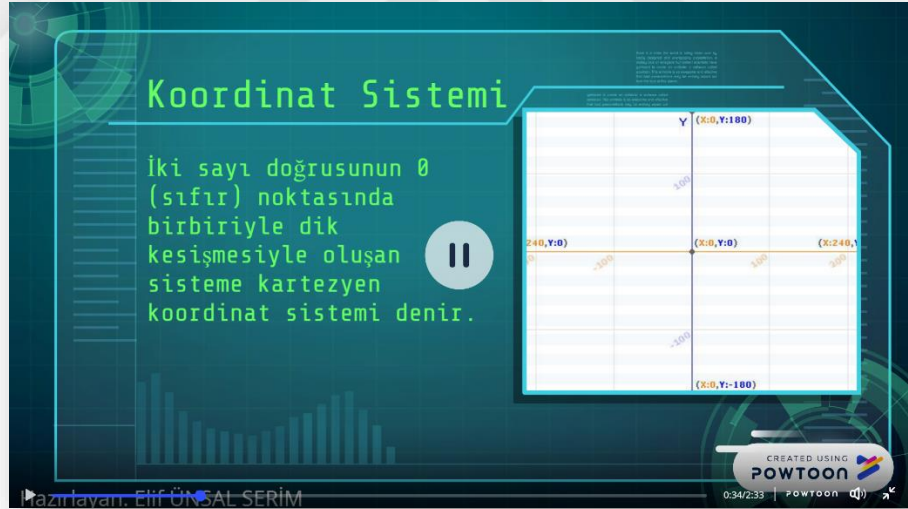 Koordinat Sistemi
İki sayı doğrusunun 0
(sıfır) noktasında
birbiriyle dik
kesişmesiyle oluşan
sisteme kartezyen
koordinat sistemi denir.
Y (X:0,Y:180)
100
240,Y:0) (X:0,Y:0) (X:240,
-100 100 200
-100
(X:0,Y:-180)
CREATED USING
POWTOON
Hazırlayan: Elif ÜNSAL SERİM
0:34/2:33 POWTOON